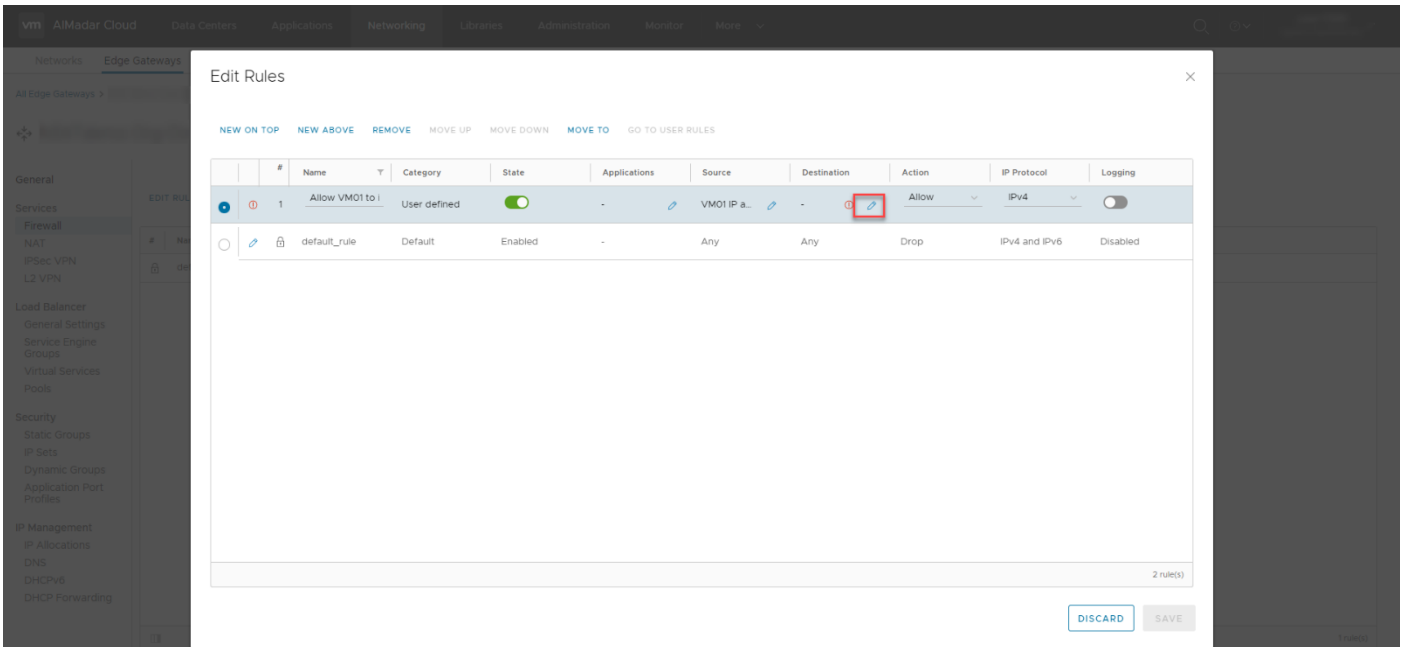 vm AlMadar Cloud Data Centers Applications Networking Libraries Administration Monitor More
Networks Edge Gateways
All Edge Gateways >
General
Services
Firewall
NAT
IPSec VPN
L2 VPN
Load Balancer
General Settings
Service Engine
Groups
Virtual Services
Pools
Security
Static Groups
IP Sets
Dynamic Groups
Application Port
Profiles
IP Management
IP Allocations
DNS
DHCPv6
DHCP Forwarding
EDIT RUL
#
Edit Rules
NEW ON TOP NEW ABOVE REMOVE MOVE UP MOVE DOWN MOVE TO GO TO USER RULES
# Name Category State Applications Source Destination Action IP Protocol Logging
1 Allow VM01 to i User defined - VM01 IP a... - Allow IPv4
default_rule Default Enabled - Any Any Drop IPv4 and IPv6 Disabled
2 rule(s)
DISCARD SAVE
1 rule(s)